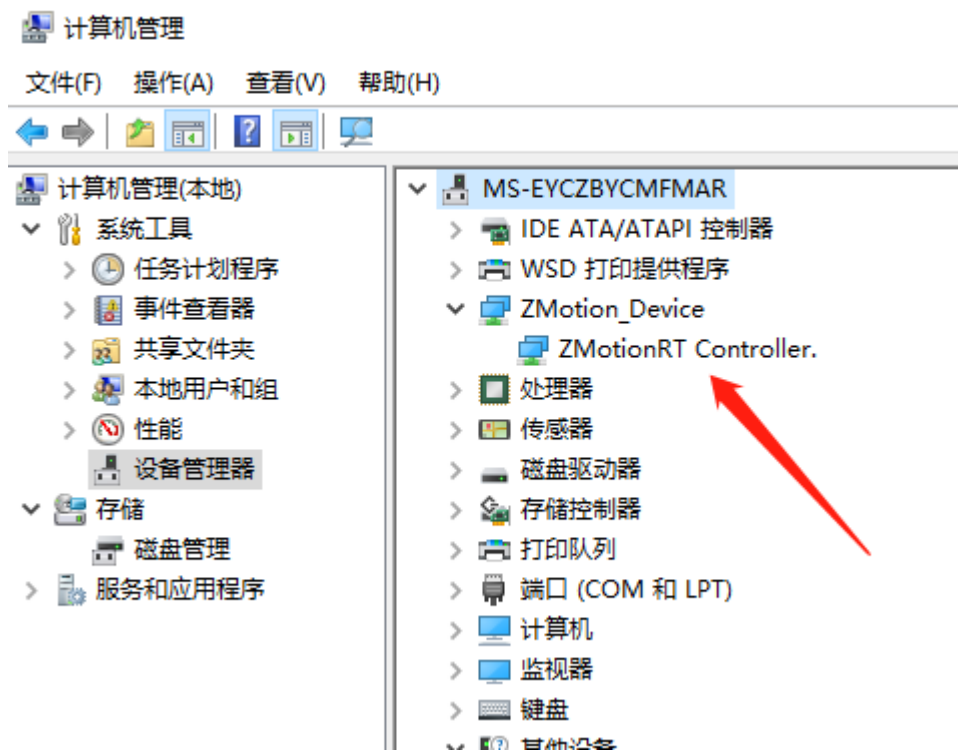 计算机管理
文件(F) 操作(A) 查看(V) 帮助(H)
计算机管理(本地)
系统工具
任务计划程序
事件查看器
共享文件夹
本地用户和组
性能
设备管理器
存储
磁盘管理
服务和应用程序
MS-EYCZBYCMFMAR
IDE ATA/ATAPI 控制器
WSD 打印提供程序
ZMotion_Device
ZMotionRT Controller.
处理器
传感器
磁盘驱动器
存储控制器
打印队列
端口 (COM 和 LPT)
计算机
监视器
键盘
其他设备